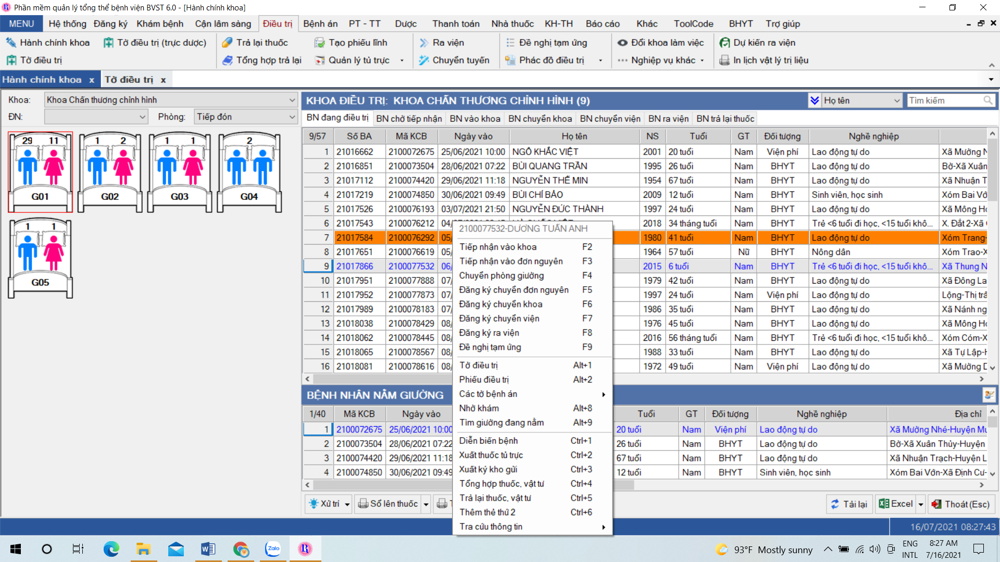 Phần mềm quản lý tổng thể bệnh viện BVST 6.0 - [Hành chính khoa]
MENU Hệ thống Đăng ký Khám bệnh Cận lâm sàng Điều trị Bệnh án PT - TT Dược Thanh toán Nhà thuốc KH-TH Báo cáo Khác ToolCode BHYT Trợ giúp
Hành chính khoa Tờ điều trị (trực dược) Trả lại thuốc Tạo phiếu lĩnh Ra viện Đề nghị tạm ứng Đổi khoa làm việc Dự kiến ra viện
Tờ điều trị Tổng hợp trả lại Quản lý tủ trực Chuyển tuyến Phác đồ điều trị Nghiệp vụ khác In lịch vật lý trị liệu
Hành chính khoa x Tờ điều trị x
Khoa: Khoa Chấn thương chỉnh hình
ĐN: Phòng: Tiếp đón
29 11 1 2 1 1 2
G01 G02 G03 G04
1 1
G05
KHOA ĐIỀU TRỊ: KHOA CHẤN THƯƠNG CHỈNH HÌNH (9) Họ tên Tìm kiếm
BN đang điều trị BN chờ tiếp nhận BN vào khoa BN chuyển khoa BN chuyển viện BN ra viện BN trả lại thuốc
9/57 Số BA Mã KCB Ngày vào Họ tên NS Tuổi GT Đối tượng Nghề nghiệp
1 21016662 2100072675 25/06/2021 10:00 NGÔ KHẮC VIỆT 2001 20 tuổi Nam Viện phí Lao động tự do Xã Mường N
2 21016851 2100073504 28/06/2021 07:22 BÙI QUANG TRẦN 1995 26 tuổi Nam BHYT Lao động tự do Bờ-Xã Xuân
3 21017112 2100074420 29/06/2021 11:18 NGUYỄN THẾ MIN 1954 67 tuổi Nam BHYT Lao động tự do Xã Nhuận T
4 21017219 2100074850 30/06/2021 09:49 BÙI CHÍ BẢO 2009 12 tuổi Nam BHYT Sinh viên, học sinh Xóm Bai Vớ
5 21017526 2100076193 03/07/2021 21:50 NGUYỄN ĐỨC THÀNH 1997 24 tuổi Nam BHYT Lao động tự do Xã Mông Ho
6 21017543 2100076212 2018 34 tháng tuổi Nam BHYT Trẻ <6 tuổi đi học, <15 tuổi khô... X. Đắt 2-Xã
7 21017584 2100076292 05/ 1980 41 tuổi Nam BHYT Lao động tự do Xóm Trang-
8 21017651 2100076619 05/ 1964 57 tuổi Nữ BHYT Nông dân Xóm Trao-X
9 21017866 2100077532 06/ 2015 6 tuổi Nam BHYT Trẻ <6 tuổi đi học, <15 tuổi khô... Xã Thung N
10 21017951 2100077888 07/ 1979 42 tuổi Nam BHYT Lao động tự do Xã Đông La
11 21017952 2100077873 07/ 1997 24 tuổi Nam Viện phí Lao động tự do Lộng-Thị trấ
12 21017989 2100078183 07/ 1986 35 tuổi Nam BHYT Lao động tự do Xã Nánh ng
13 21018038 2100078429 08/ 1976 45 tuổi Nam BHYT Lao động tự do Xã Mông Ho
14 21018062 2100078445 08/ 2016 56 tháng tuổi Nam BHYT Trẻ <6 tuổi đi học, <15 tuổi khô... Xóm Cóm-X
15 21018065 2100078567 08/ 1988 33 tuổi Nam BHYT Lao động tự do Xã Tự Lập-H
16 21018081 2100078616 08/ 1972 49 tuổi Nam Viện phí Lao động tự do Xã Mường D
2100077532-DƯƠNG TUẤN ANH
Tiếp nhận vào khoa F2
Tiếp nhận vào đơn nguyên F3
Chuyển phòng giường F4
Đăng ký chuyển đơn nguyên F5
Đăng ký chuyển khoa F6
Đăng ký chuyển viện F7
Đăng ký ra viện F8
Đề nghị tạm ứng F9
Tờ điều trị Alt+1
Phiếu điều trị Alt+2
Các tờ bệnh án
Nhờ khám Alt+8
Tìm giường đang nằm Alt+9
Diễn biến bệnh Ctrl+1
Xuất thuốc tủ trực Ctrl+2
Xuất ký kho gửi Ctrl+3
Tổng hợp thuốc, vật tư Ctrl+4
Trả lại thuốc, vật tư Ctrl+5
Thêm thẻ thứ 2 Ctrl+6
Tra cứu thông tin
BỆNH NHÂN NẰM GIƯỜNG
1/40 Mã KCB Ngày vào Tuổi GT Đối tượng Nghề nghiệp Địa chỉ
1 2100072675 25/06/2021 10:00 20 tuổi Nam Viện phí Lao động tự do Xã Mường Nhé-Huyện Mu
2 2100073504 28/06/2021 07:22 26 tuổi Nam BHYT Lao động tự do Bờ-Xã Xuân Thủy-Huyện
3 2100074420 29/06/2021 11:18 67 tuổi Nam BHYT Lao động tự do Xã Nhuận Trạch-Huyện L
4 2100074850 30/06/2021 09:49 12 tuổi Nam BHYT Sinh viên, học sinh Xóm Bai Vớn-Xã Định Cư-
Xử trí Sổ lên thuốc Tải lại Excel Thoát (Esc)
16/07/2021 08:27:43
Zalo 93°F Mostly sunny ENG 8:27 AM
INTL 7/16/2021